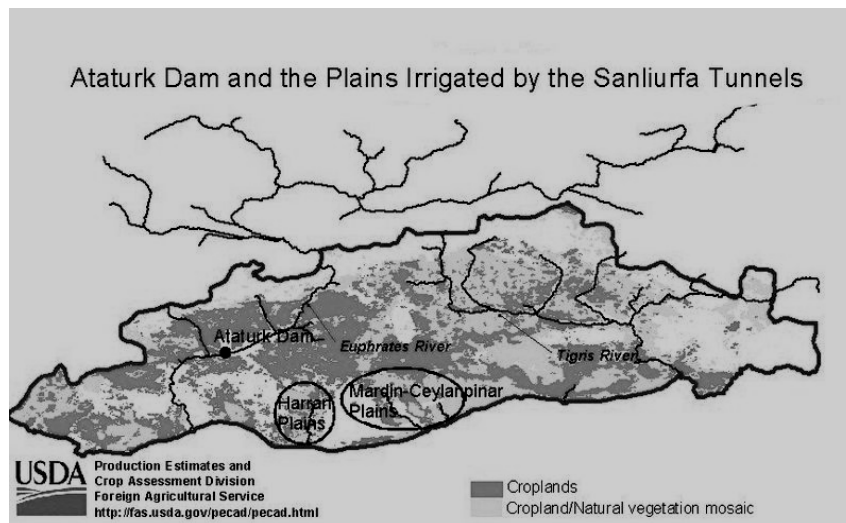 Ataturk Dam and the Plains Irrigated by the Sanliurfa Tunnels
Ataturk Dam
Euphrates River
Tigris River
Harran
Plains
Mardin-Ceylanpinar
Plains
USDA
Production Estimates and
Crop Assessment Division
Foreign Agricultural Service
http://fas.usda.gov/pecad/pecad.html
Croplands
Cropland/Natural vegetation mosaic